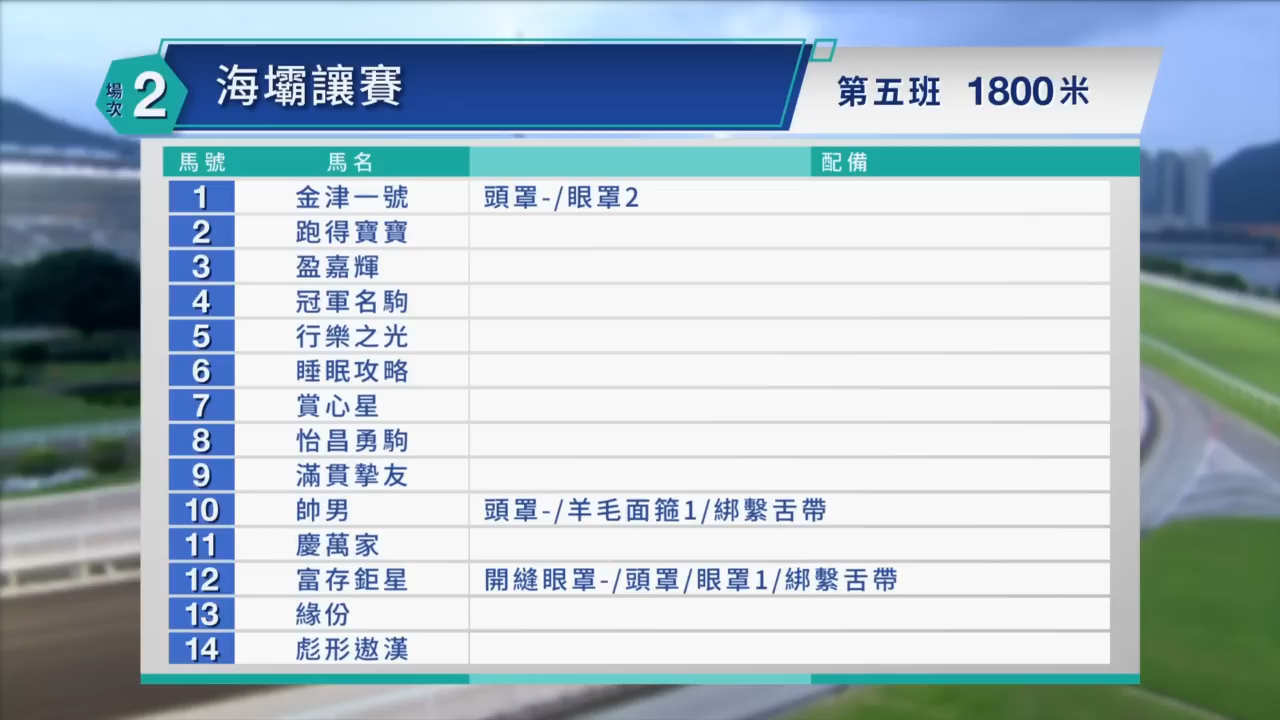 場次 2 海壩讓賽 第五班 1800米
馬號 馬名 配備
1 金津一號 頭罩-/眼罩2
2 跑得寶寶
3 盈嘉輝
4 冠軍名駒
5 行樂之光
6 睡眠攻略
7 賞心星
8 怡昌勇駒
9 滿貫摯友
10 帥男 頭罩-/羊毛面箍1/綁繫舌帶
11 慶萬家
12 富存鉅星 開縫眼罩-/頭罩/眼罩1/綁繫舌帶
13 緣份
14 彪形遨漢